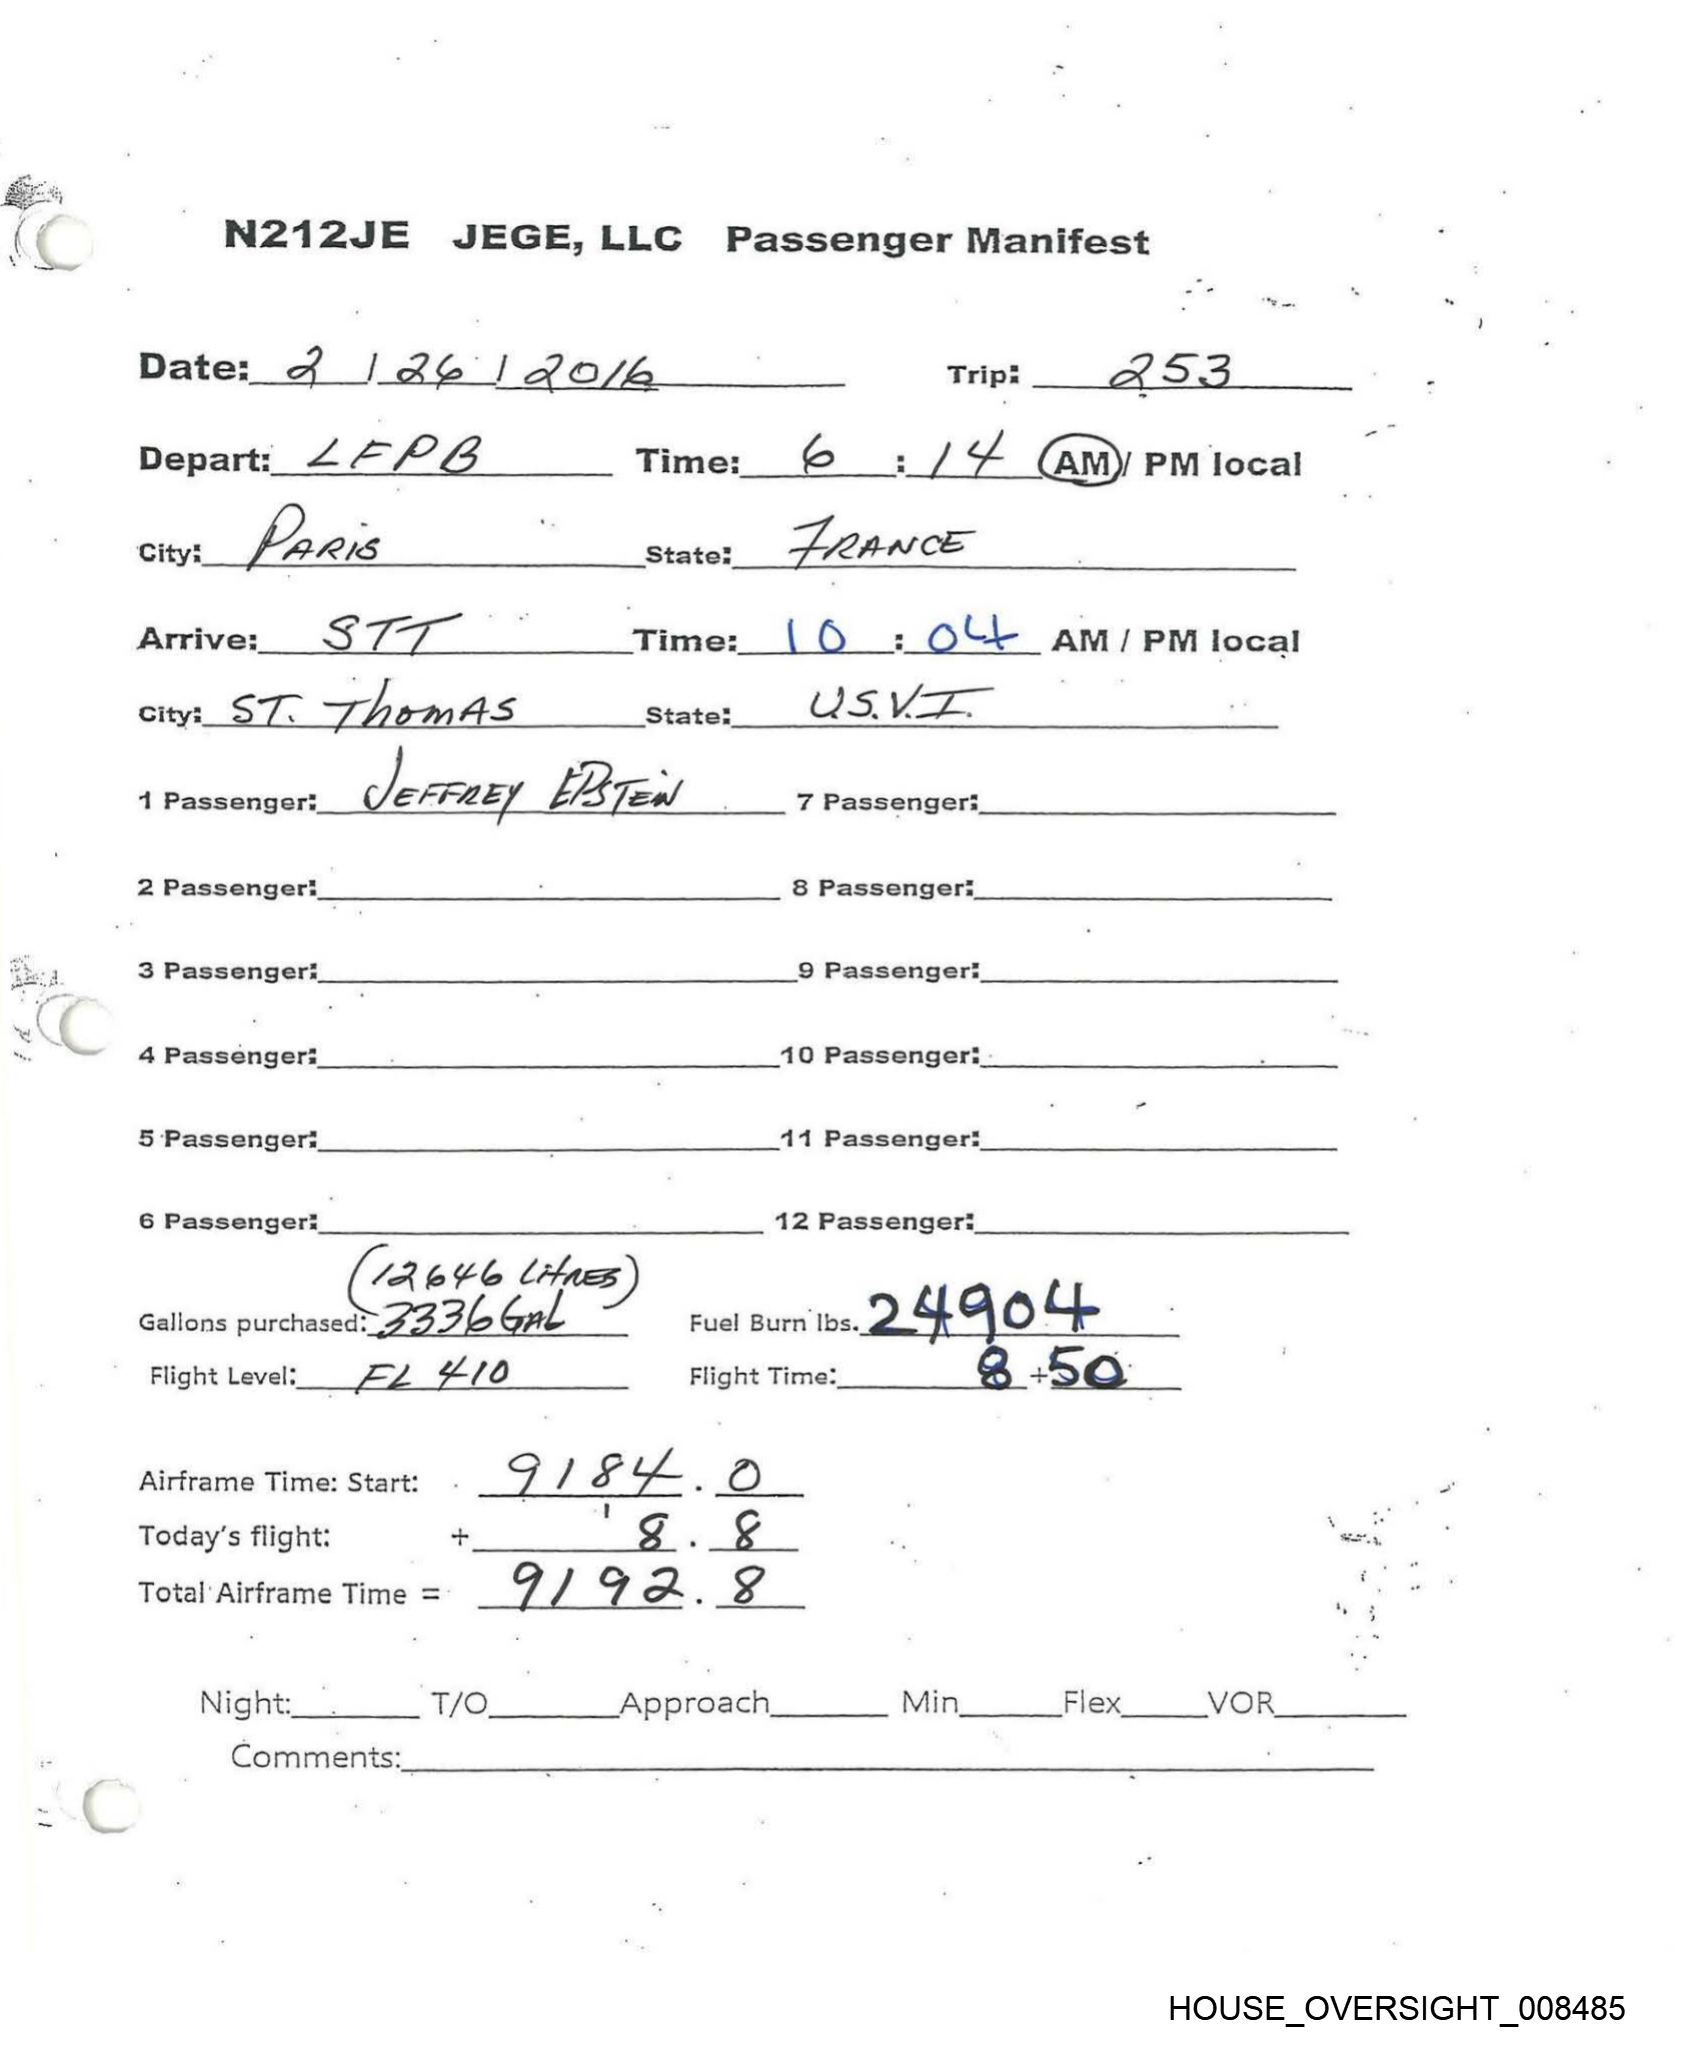 N212JE JEGE, LLC Passenger Manifest
Date: 2 / 26 / 2016 Trip: 253
Depart: LFPB Time: 6 : 14 AM / PM local
City: PARIS State: FRANCE
Arrive: STT Time: 10 : 04 AM / PM local
City: ST. ThomAS State: U.S.V.I.
1 Passenger: JEFFREY EPSTEIN 7 Passenger:
2 Passenger: 8 Passenger:
3 Passenger: 9 Passenger:
4 Passenger: 10 Passenger:
5 Passenger: 11 Passenger:
6 Passenger: 12 Passenger:
(12646 LITRES)
Gallons purchased: 3336 GAL Fuel Burn lbs. 24904
Flight Level: FL 410 Flight Time: 8 + 50
Airframe Time: Start: 9184 . 0
Today's flight: + 8 . 8
Total Airframe Time = 9192 . 8
Night: T/O Approach Min Flex VOR
Comments:
HOUSE_OVERSIGHT_008485